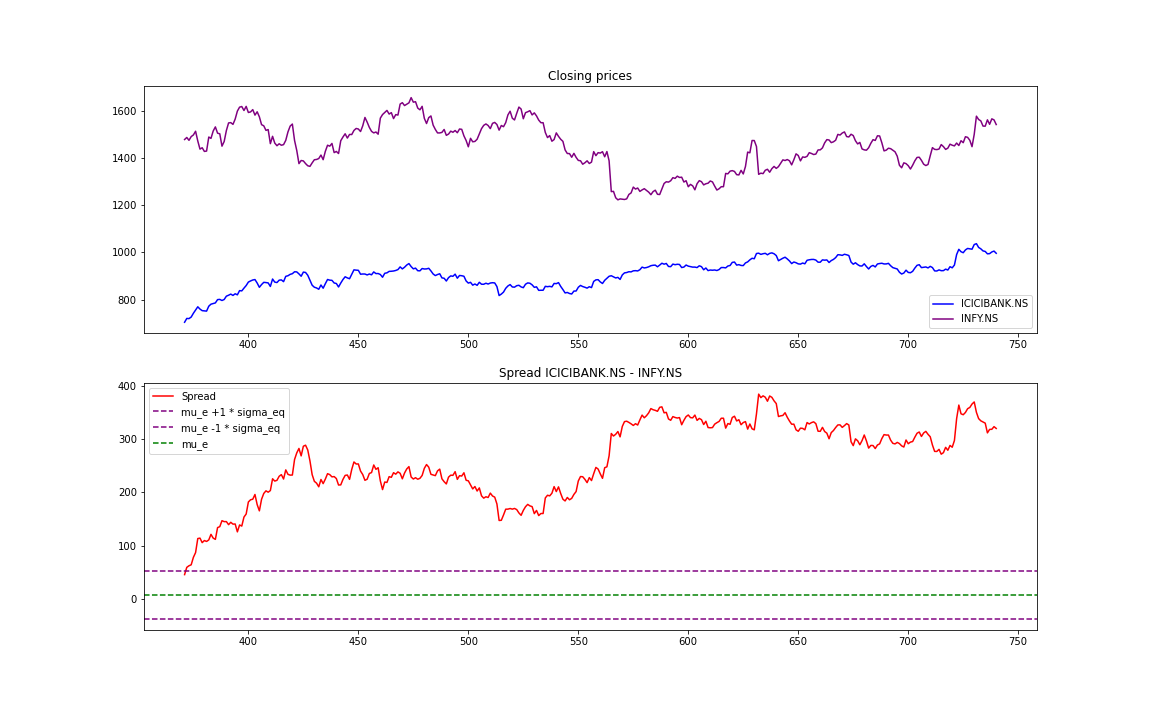 Closing prices
1600
1400
1200
1000
800
ICICIBANK.NS
INFY.NS
400 450 500 550 600 650 700 750
Spread ICICIBANK.NS - INFY.NS
400
300
200
100
0
Spread
mu_e +1 * sigma_eq
mu_e -1 * sigma_eq
mu_e
400 450 500 550 600 650 700 750